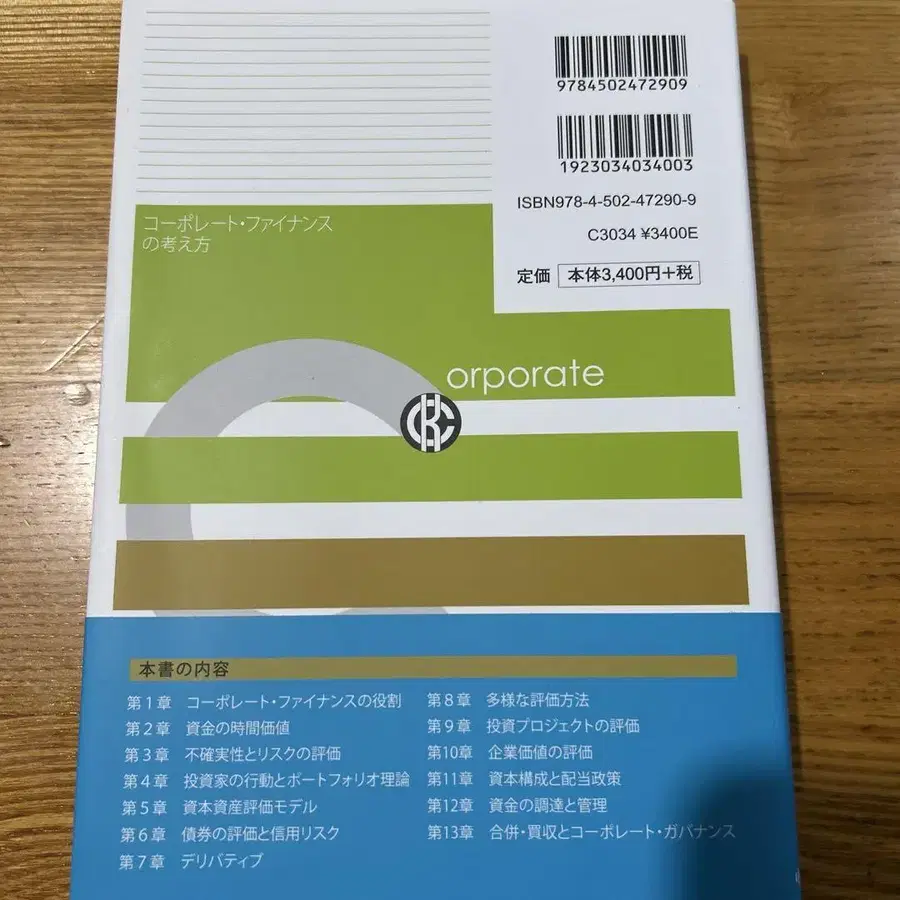 9784502472909
1923034034003
ISBN978-4-502-47290-9
C3034 ¥3400E
定価 本体3,400円+税
コーポレート・ファイナンス
の考え方
orporate
本書の内容
第1章 コーポレート・ファイナンスの役割
第2章 資金の時間価値
第3章 不確実性とリスクの評価
第4章 投資家の行動とポートフォリオ理論
第5章 資本資産評価モデル
第6章 債券の評価と信用リスク
第7章 デリバティブ
第8章 多様な評価方法
第9章 投資プロジェクトの評価
第10章 企業価値の評価
第11章 資本構成と配当政策
第12章 資金の調達と管理
第13章 合併・買収とコーポレート・ガバナンス